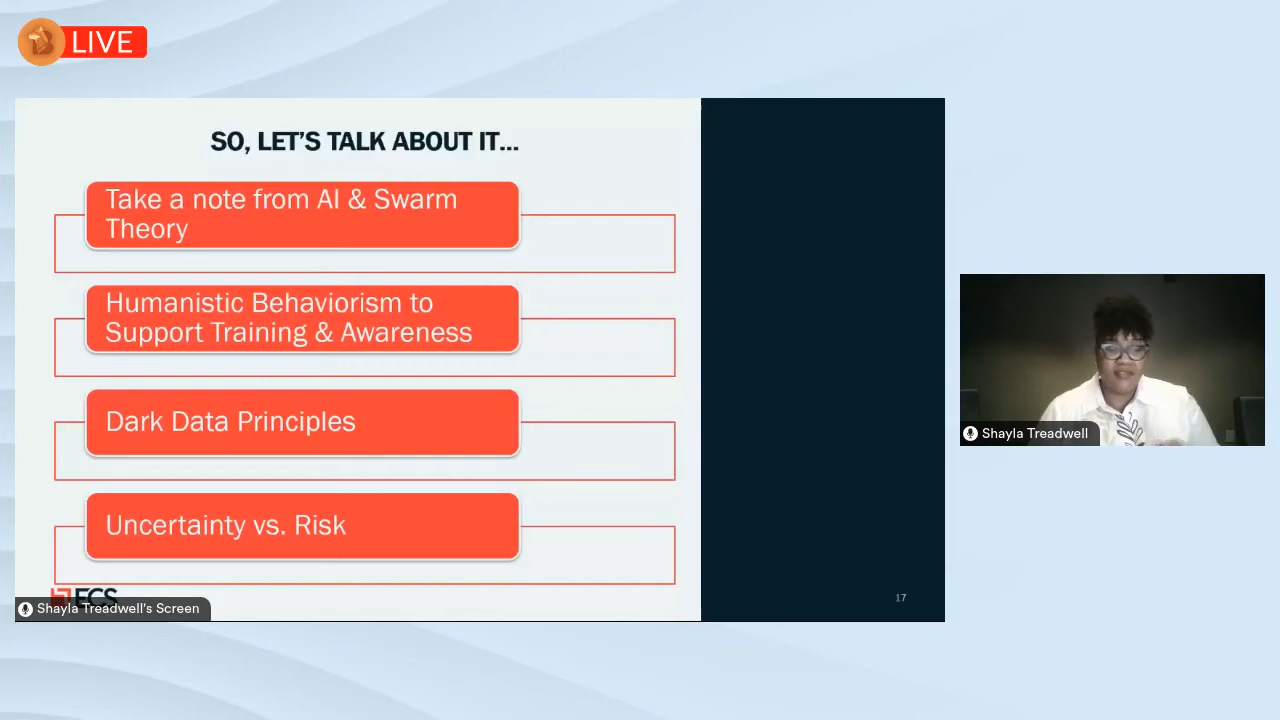 LIVE
SO, LET'S TALK ABOUT IT...
Take a note from AI & Swarm
Theory
Humanistic Behaviorism to
Support Training & Awareness
Dark Data Principles
Uncertainty vs. Risk
ECS
Shayla Treadwell's Screen
17
Shayla Treadwell